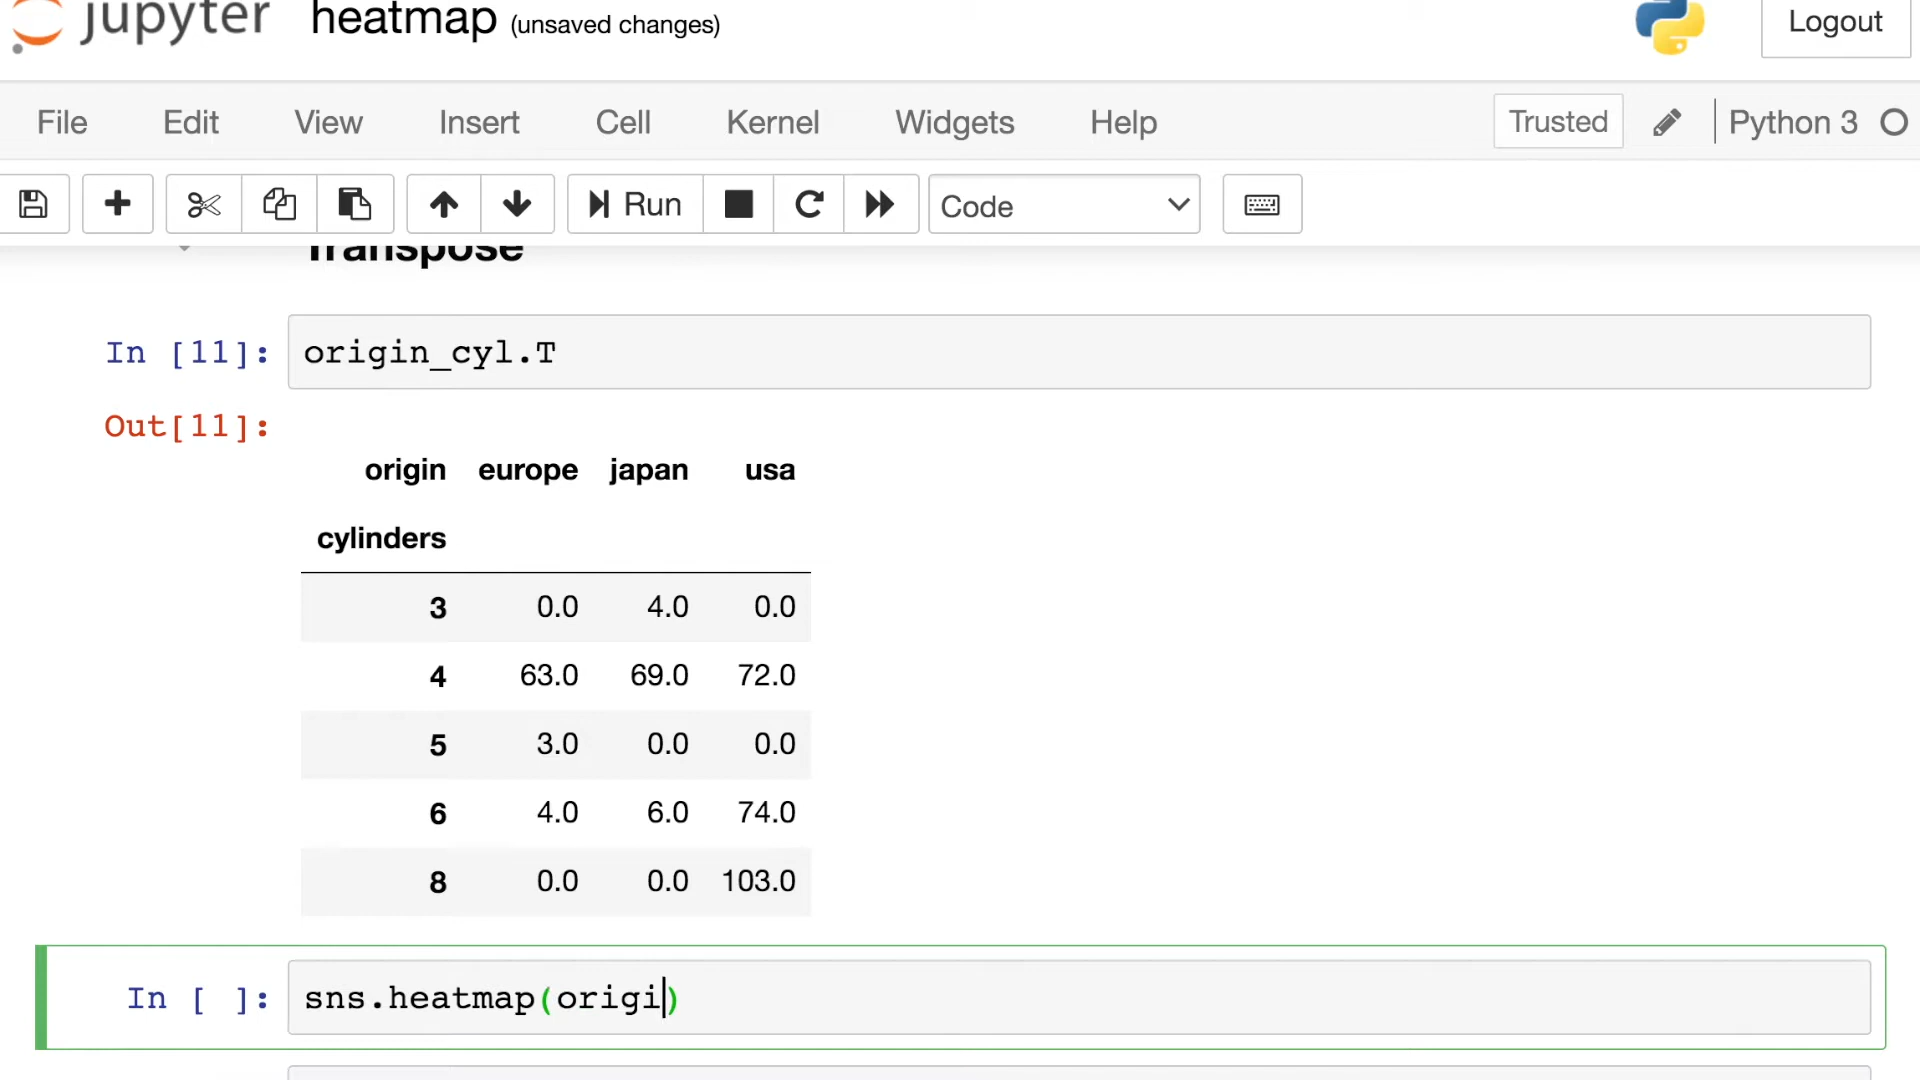 jupyter heatmap (unsaved changes) Logout
File Edit View Insert Cell Kernel Widgets Help Trusted Python 3
Run Code
Transpose
In [11]: origin_cyl.T
Out[11]:
origin europe japan usa
cylinders
3 0.0 4.0 0.0
4 63.0 69.0 72.0
5 3.0 0.0 0.0
6 4.0 6.0 74.0
8 0.0 0.0 103.0
In [ ]: sns.heatmap(origi)